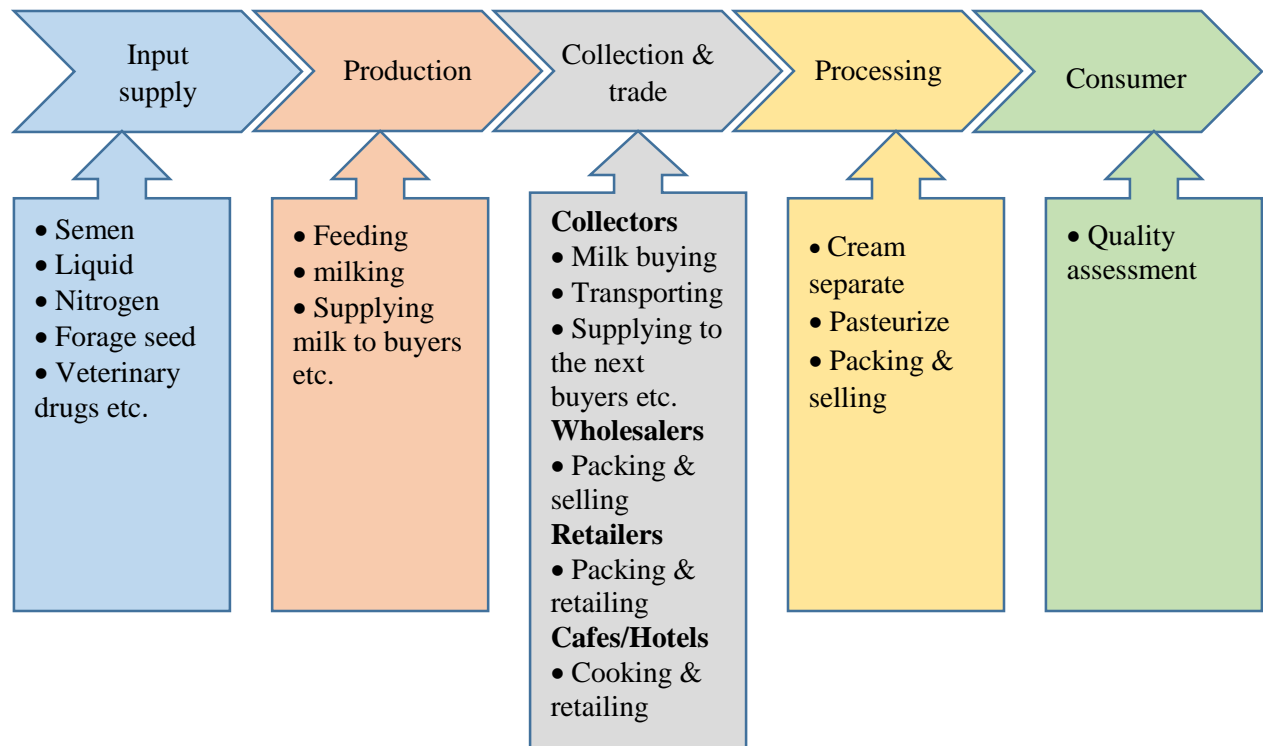 Input
supply
Production
Collection &
trade
Processing
Consumer
• Semen
• Liquid
• Nitrogen
• Forage seed
• Veterinary
drugs etc.
• Feeding
• milking
• Supplying
milk to buyers
etc.
Collectors
• Milk buying
• Transporting
• Supplying to
the next
buyers etc.
Wholesalers
• Packing &
selling
Retailers
• Packing &
retailing
Cafes/Hotels
• Cooking &
retailing
• Cream
separate
• Pasteurize
• Packing &
selling
• Quality
assessment